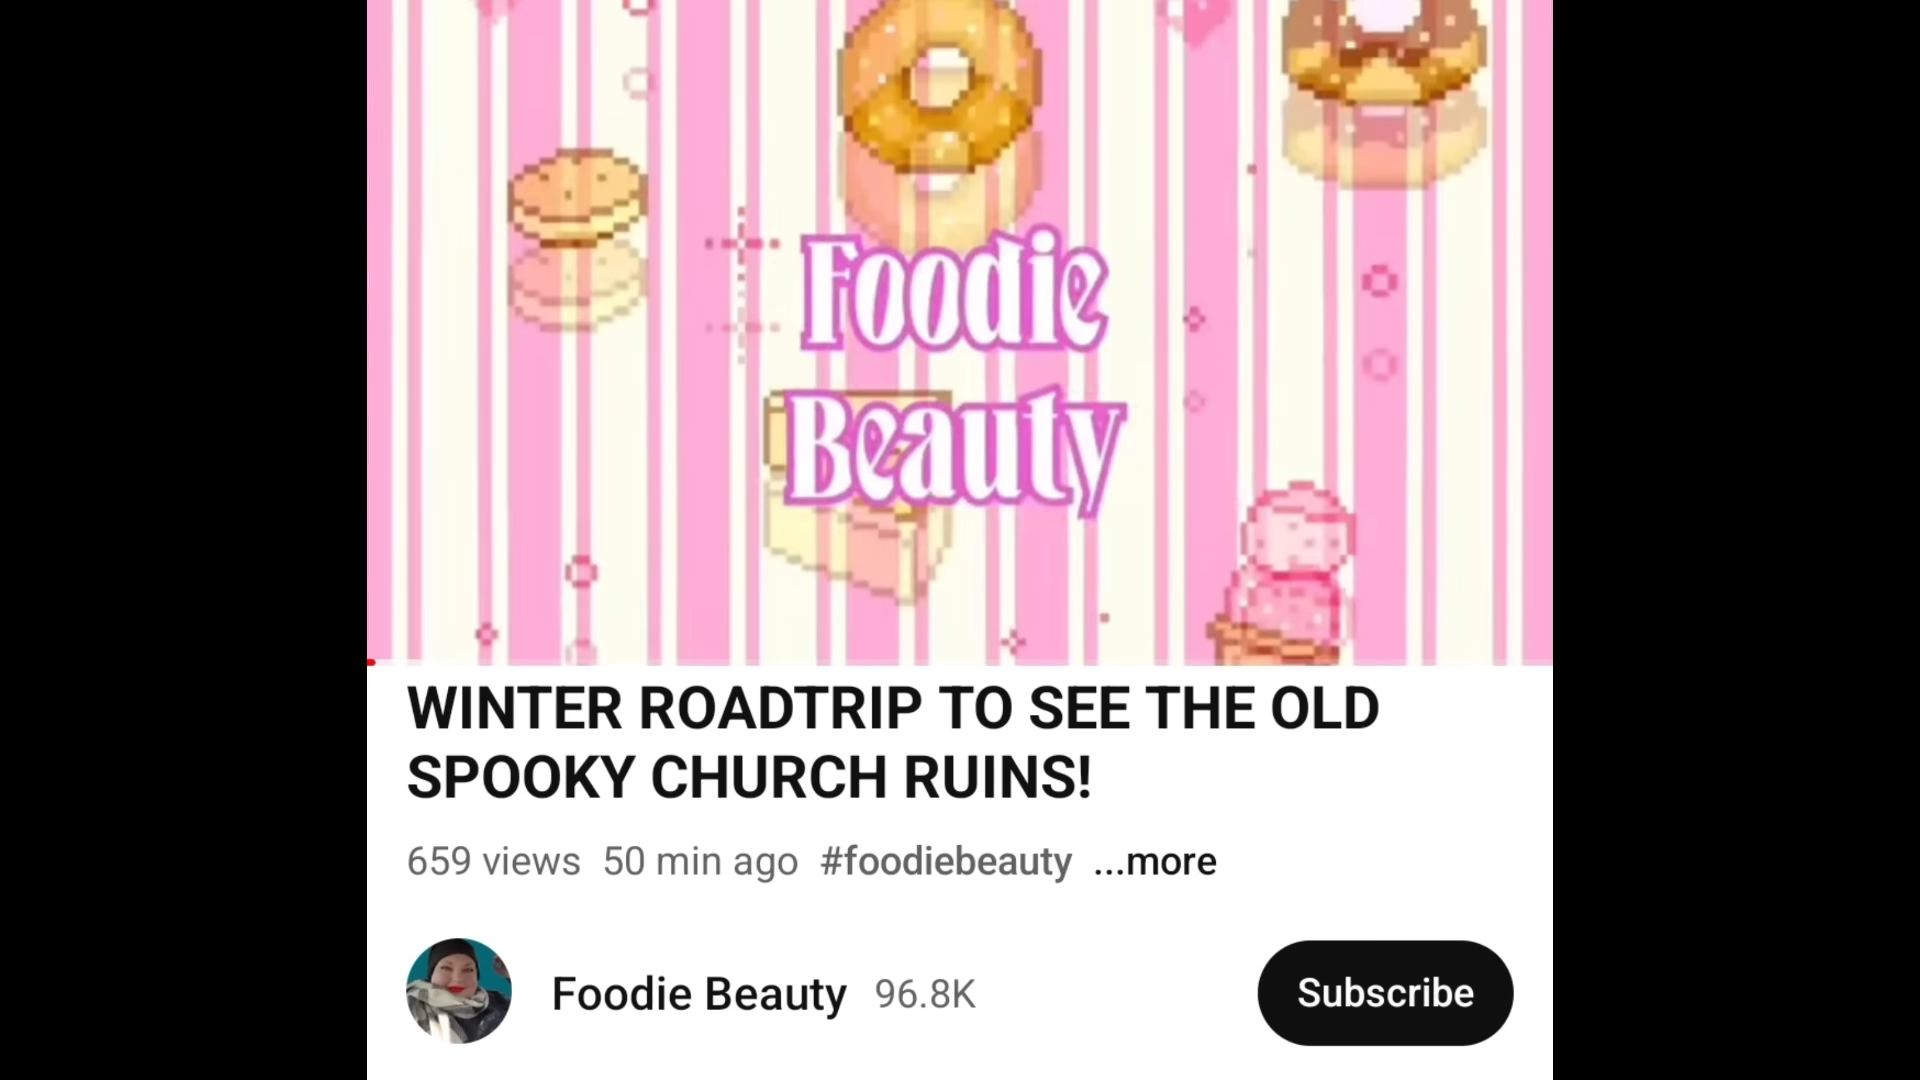 Foodie
Beauty
WINTER ROADTRIP TO SEE THE OLD
SPOOKY CHURCH RUINS!
659 views 50 min ago #foodiebeauty ...more
Foodie Beauty 96.8K Subscribe